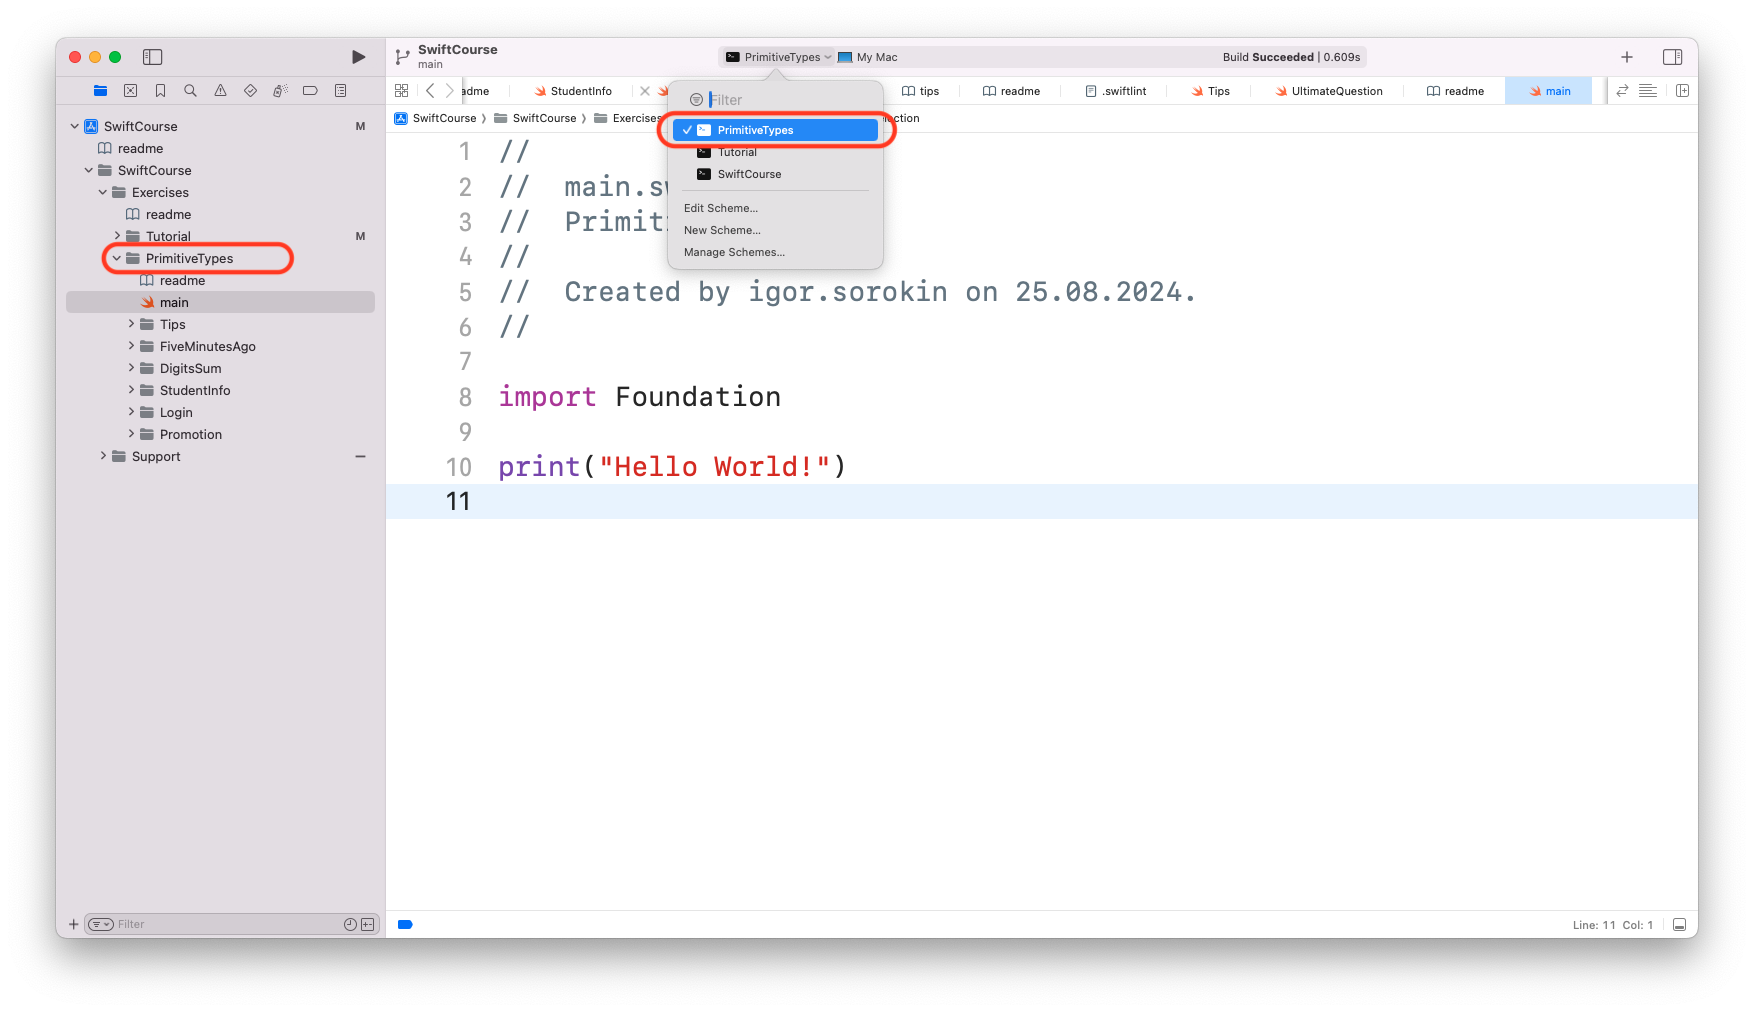 SwiftCourse
main
PrimitiveTypes
My Mac
Build Succeeded | 0.609s
adme
StudentInfo
tips
readme
.swiftlint
Tips
UltimateQuestion
readme
main
SwiftCourse
SwiftCourse
Exercises
Filter
PrimitiveTypes
Tutorial
SwiftCourse
Edit Scheme...
New Scheme...
Manage Schemes...
SwiftCourse M
readme
SwiftCourse
Exercises
readme
Tutorial M
PrimitiveTypes
readme
main
Tips
FiveMinutesAgo
DigitsSum
StudentInfo
Login
Promotion
Support
Filter
1 //
2 // main.sw
3 // Primit
4 //
5 // Created by igor.sorokin on 25.08.2024.
6 //
7
8 import Foundation
9
10 print("Hello World!")
11
Line: 11 Col: 1